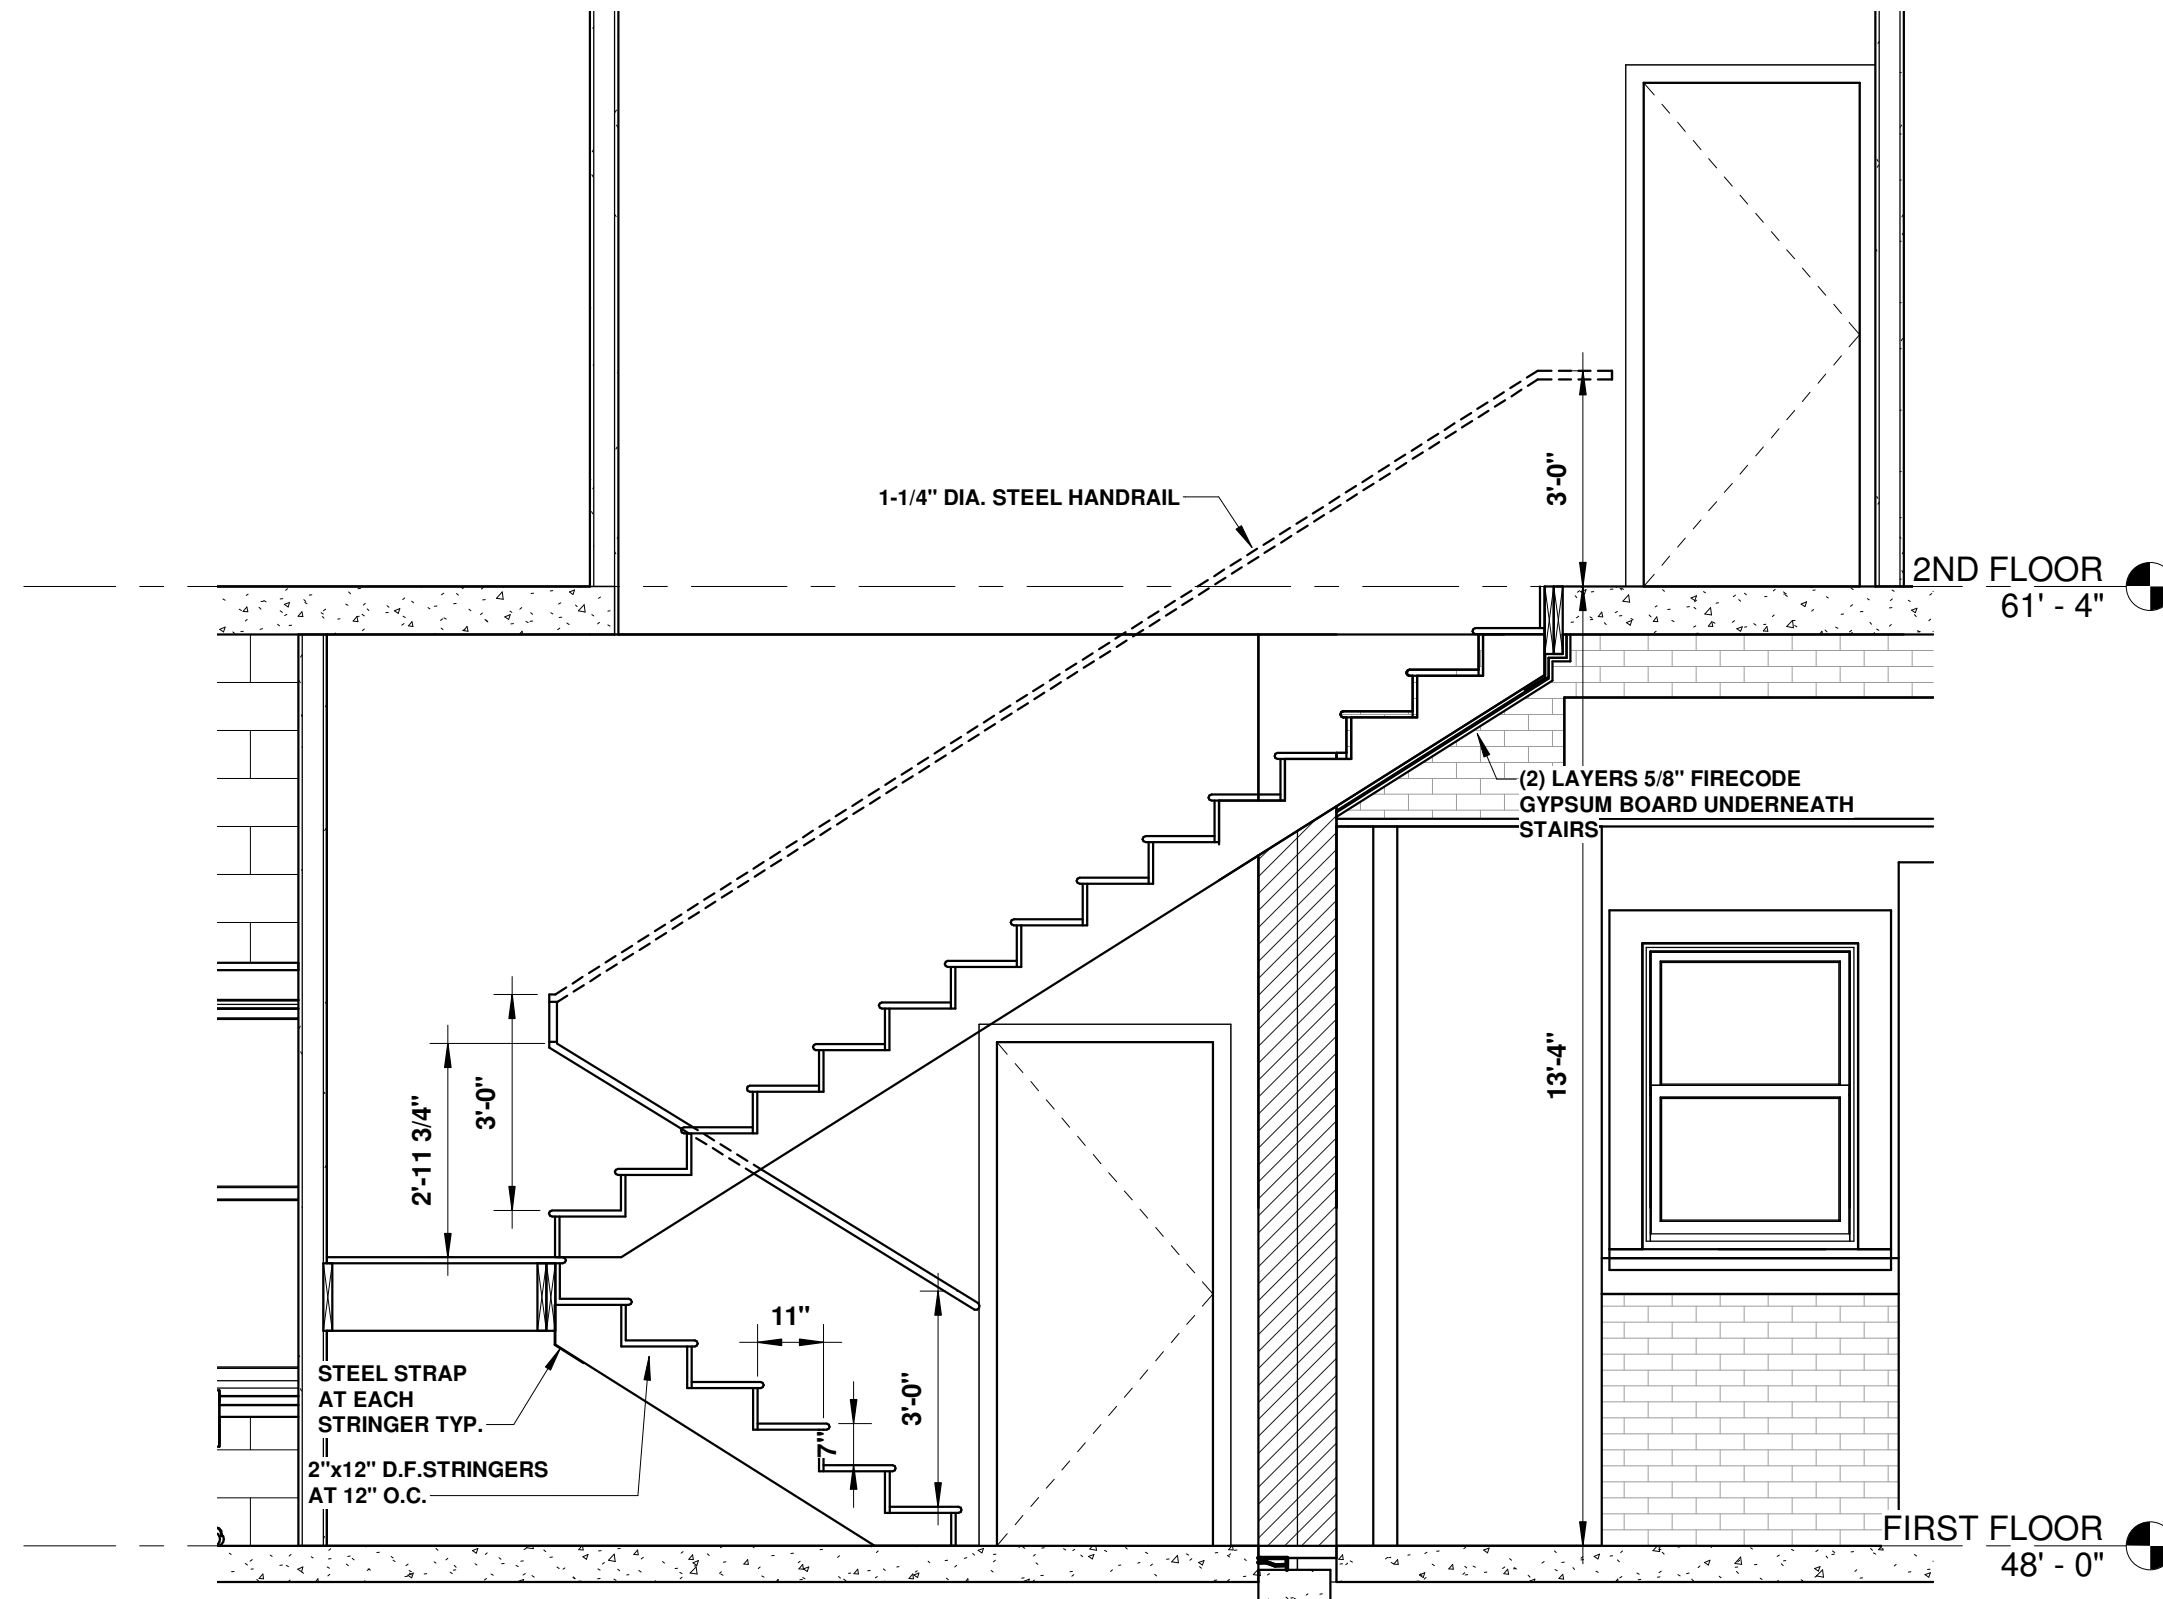 1-1/4" DIA. STEEL HANDRAIL
3'-0"
2ND FLOOR
61' - 4"
(2) LAYERS 5/8" FIRECODE
GYPSUM BOARD UNDERNEATH
STAIRS
13'-4"
3'-0"
2'-11 3/4"
11"
7"
3'-0"
STEEL STRAP
AT EACH
STRINGER TYP.
2"x12" D.F.STRINGERS
AT 12" O.C.
FIRST FLOOR
48' - 0"